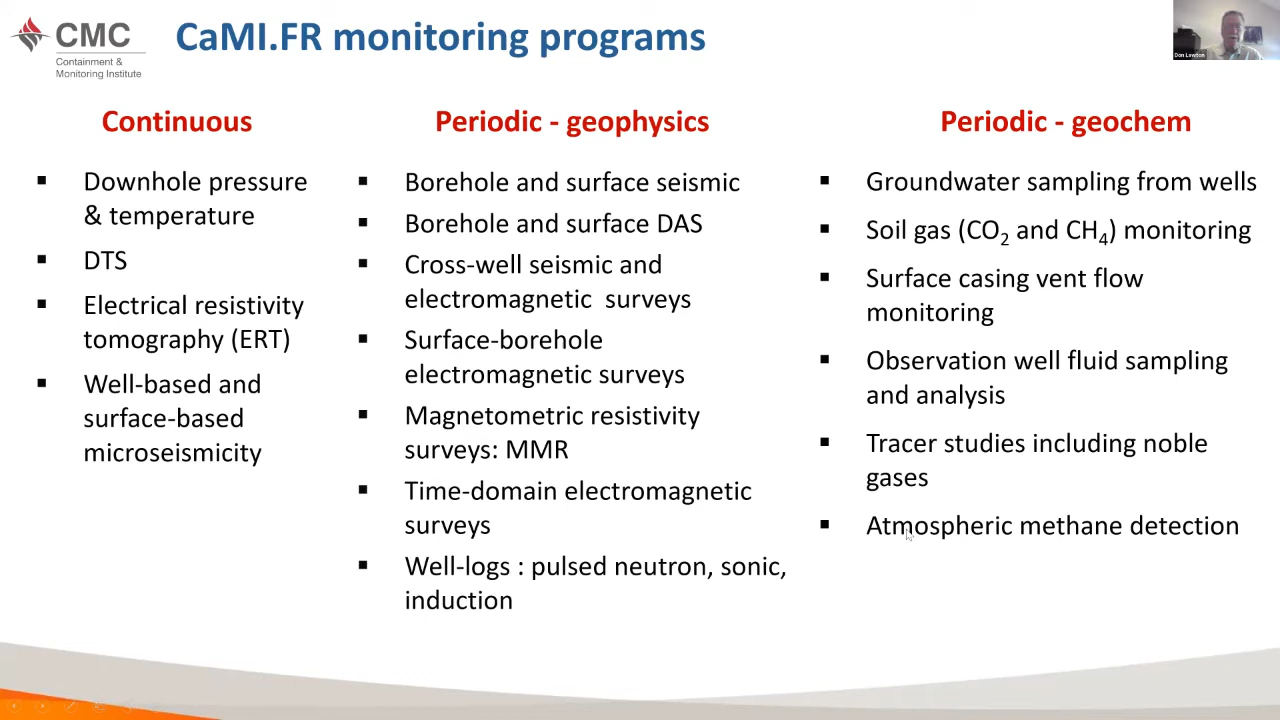 CMC
Containment &
Monitoring Institute
CaMI.FR monitoring programs
Don Lawton
Continuous
▪ Downhole pressure
& temperature
▪ DTS
▪ Electrical resistivity
tomography (ERT)
▪ Well-based and
surface-based
microseismicity
Periodic - geophysics
▪ Borehole and surface seismic
▪ Borehole and surface DAS
▪ Cross-well seismic and
electromagnetic surveys
▪ Surface-borehole
electromagnetic surveys
▪ Magnetometric resistivity
surveys: MMR
▪ Time-domain electromagnetic
surveys
▪ Well-logs : pulsed neutron, sonic,
induction
Periodic - geochem
▪ Groundwater sampling from wells
▪ Soil gas (CO₂ and CH₄) monitoring
▪ Surface casing vent flow
monitoring
▪ Observation well fluid sampling
and analysis
▪ Tracer studies including noble
gases
▪ Atmospheric methane detection